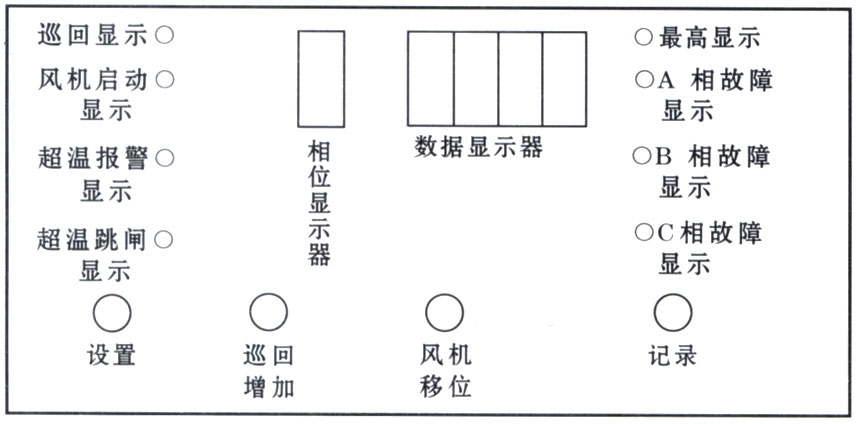 巡回显示
风机启动
显示
超温报警
显示
超温跳闸
显示
相位显示器
数据显示器
最高显示
A 相故障
显示
B 相故障
显示
C相故障
显示
设置
巡回
增加
风机
移位
记录